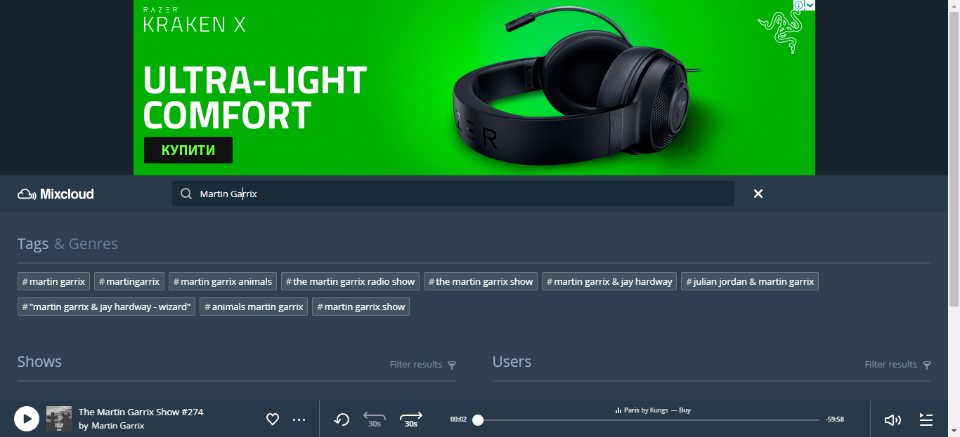 RAZER
KRAKEN X
ULTRA-LIGHT
COMFORT
КУПИТИ
Mixcloud
Martin Garrix
Tags & Genres
#martin garrix #martingarrix #martin garrix animals #the martin garrix radio show #the martin garrix show #martin garrix & jay hardway #julian jordan & martin garrix
#"martin garrix & jay hardway - wizard" #animals martin garrix #martin garrix show
Shows Filter results Users Filter results
The Martin Garrix Show #274
by Martin Garrix
30s 30s
00:02 Paris by Kungs — Buy -59:58